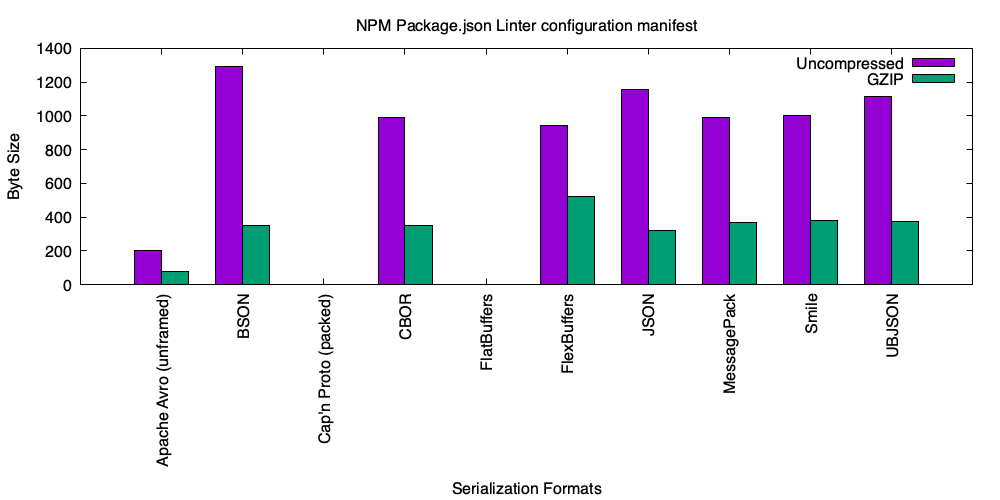 NPM Package.json Linter configuration manifest
Uncompressed
GZIP
1400
1200
1000
800
600
400
200
0
Byte Size
Apache Avro (unframed)
BSON
Cap'n Proto (packed)
CBOR
FlatBuffers
FlexBuffers
JSON
MessagePack
Smile
UBJSON
Serialization Formats